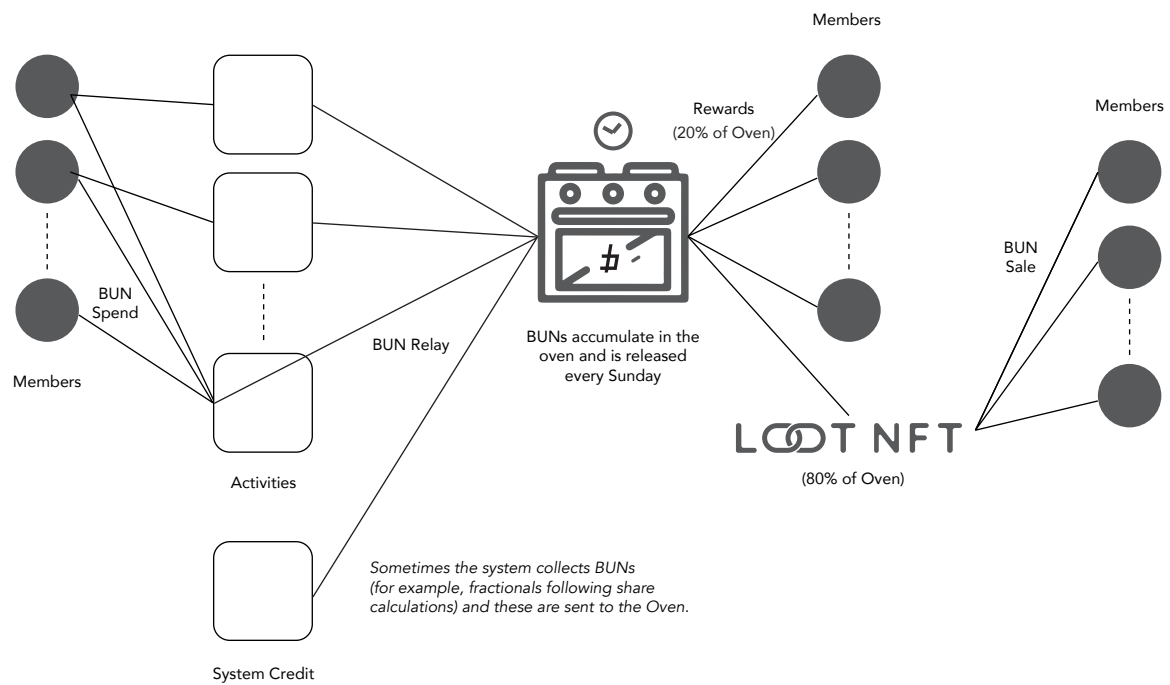 Members
Members
Rewards
(20% of Oven)
BUN
Sale
BUN
Spend
BUN Relay
BUNs accumulate in the
oven and is released
every Sunday
Members
LOOT NFT
(80% of Oven)
Activities
Sometimes the system collects BUNs
(for example, fractionals following share
calculations) and these are sent to the Oven.
System Credit